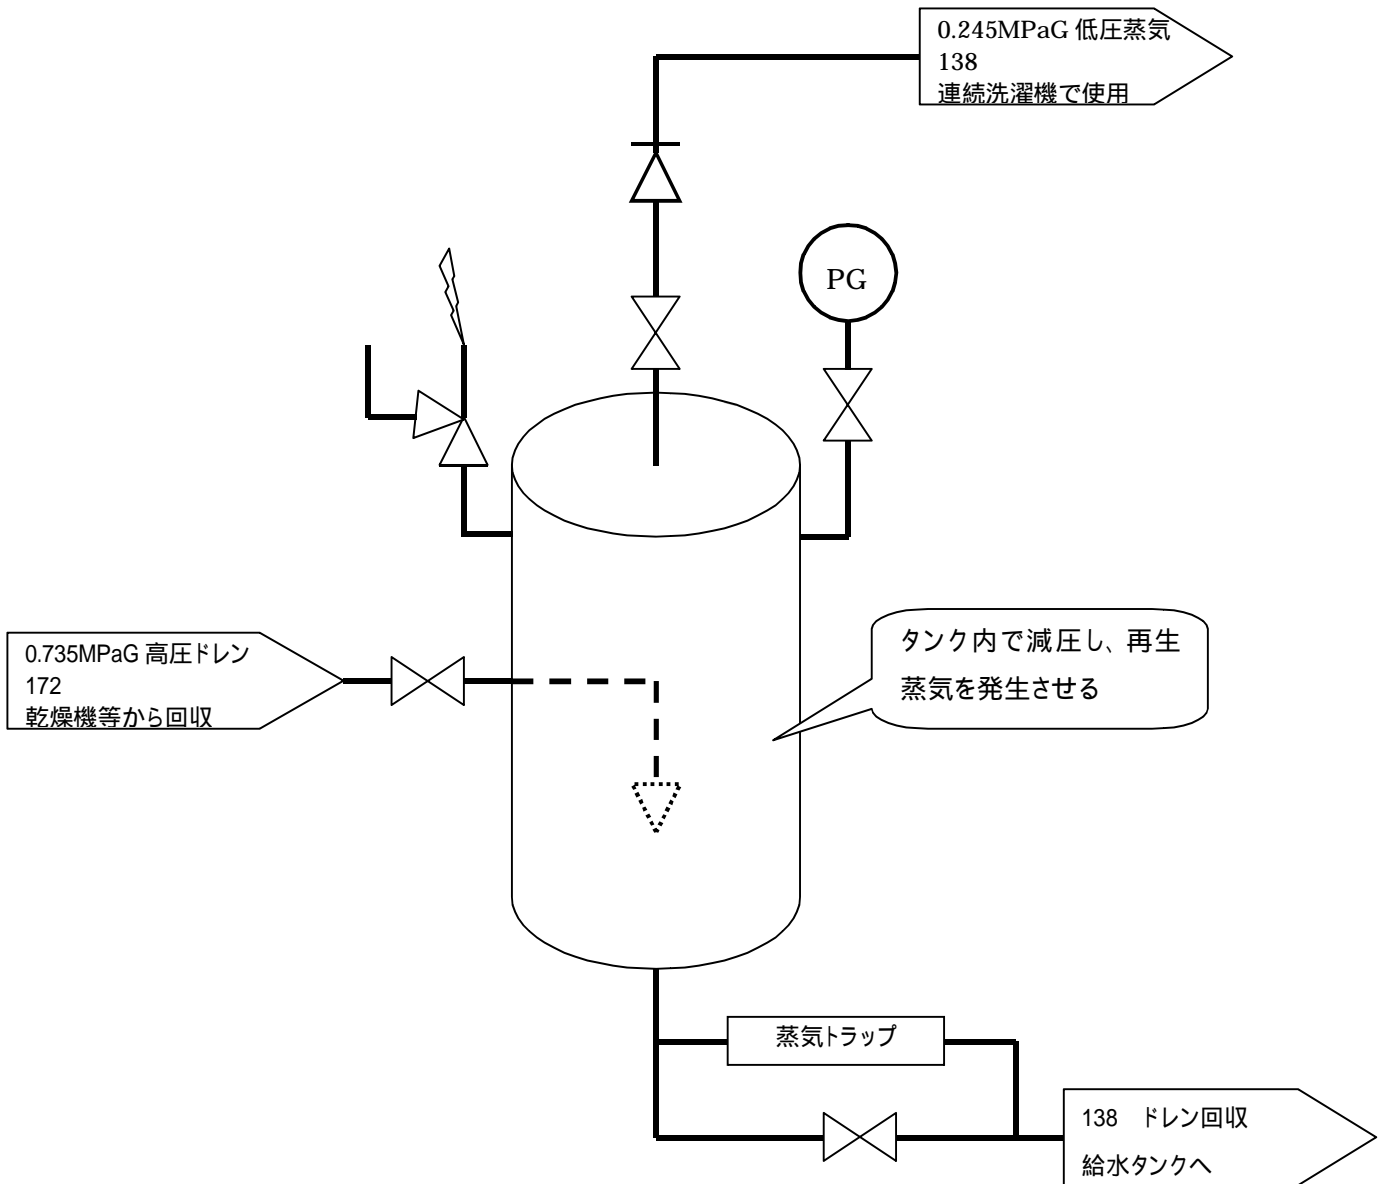 0.245MPaG 低圧蒸気
138
連続洗濯機で使用
PG
タンク内で減圧し、再生
蒸気を発生させる
0.735MPaG 高圧ドレン
172
乾燥機等から回収
蒸気トラップ
138　ドレン回収
給水タンクへ